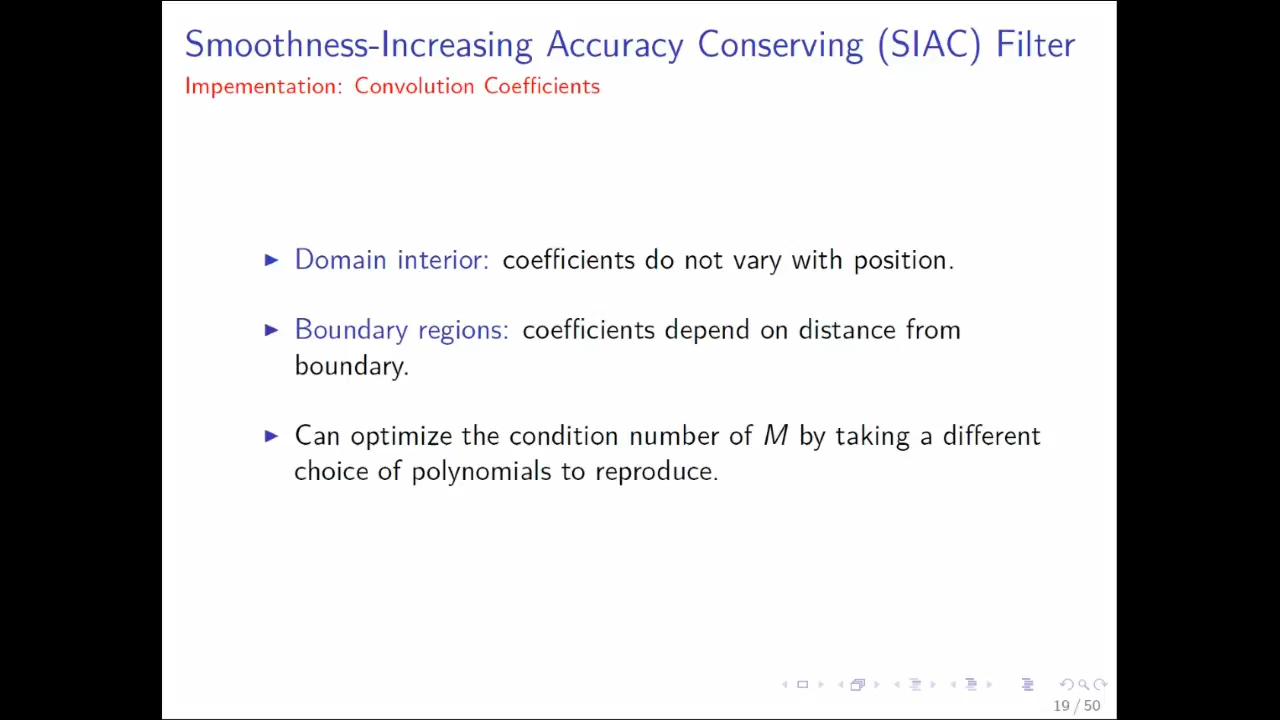 Smoothness-Increasing Accuracy Conserving (SIAC) Filter
Impementation: Convolution Coefficients
Domain interior: coefficients do not vary with position.
Boundary regions: coefficients depend on distance from
boundary.
Can optimize the condition number of M by taking a different
choice of polynomials to reproduce.
19 / 50